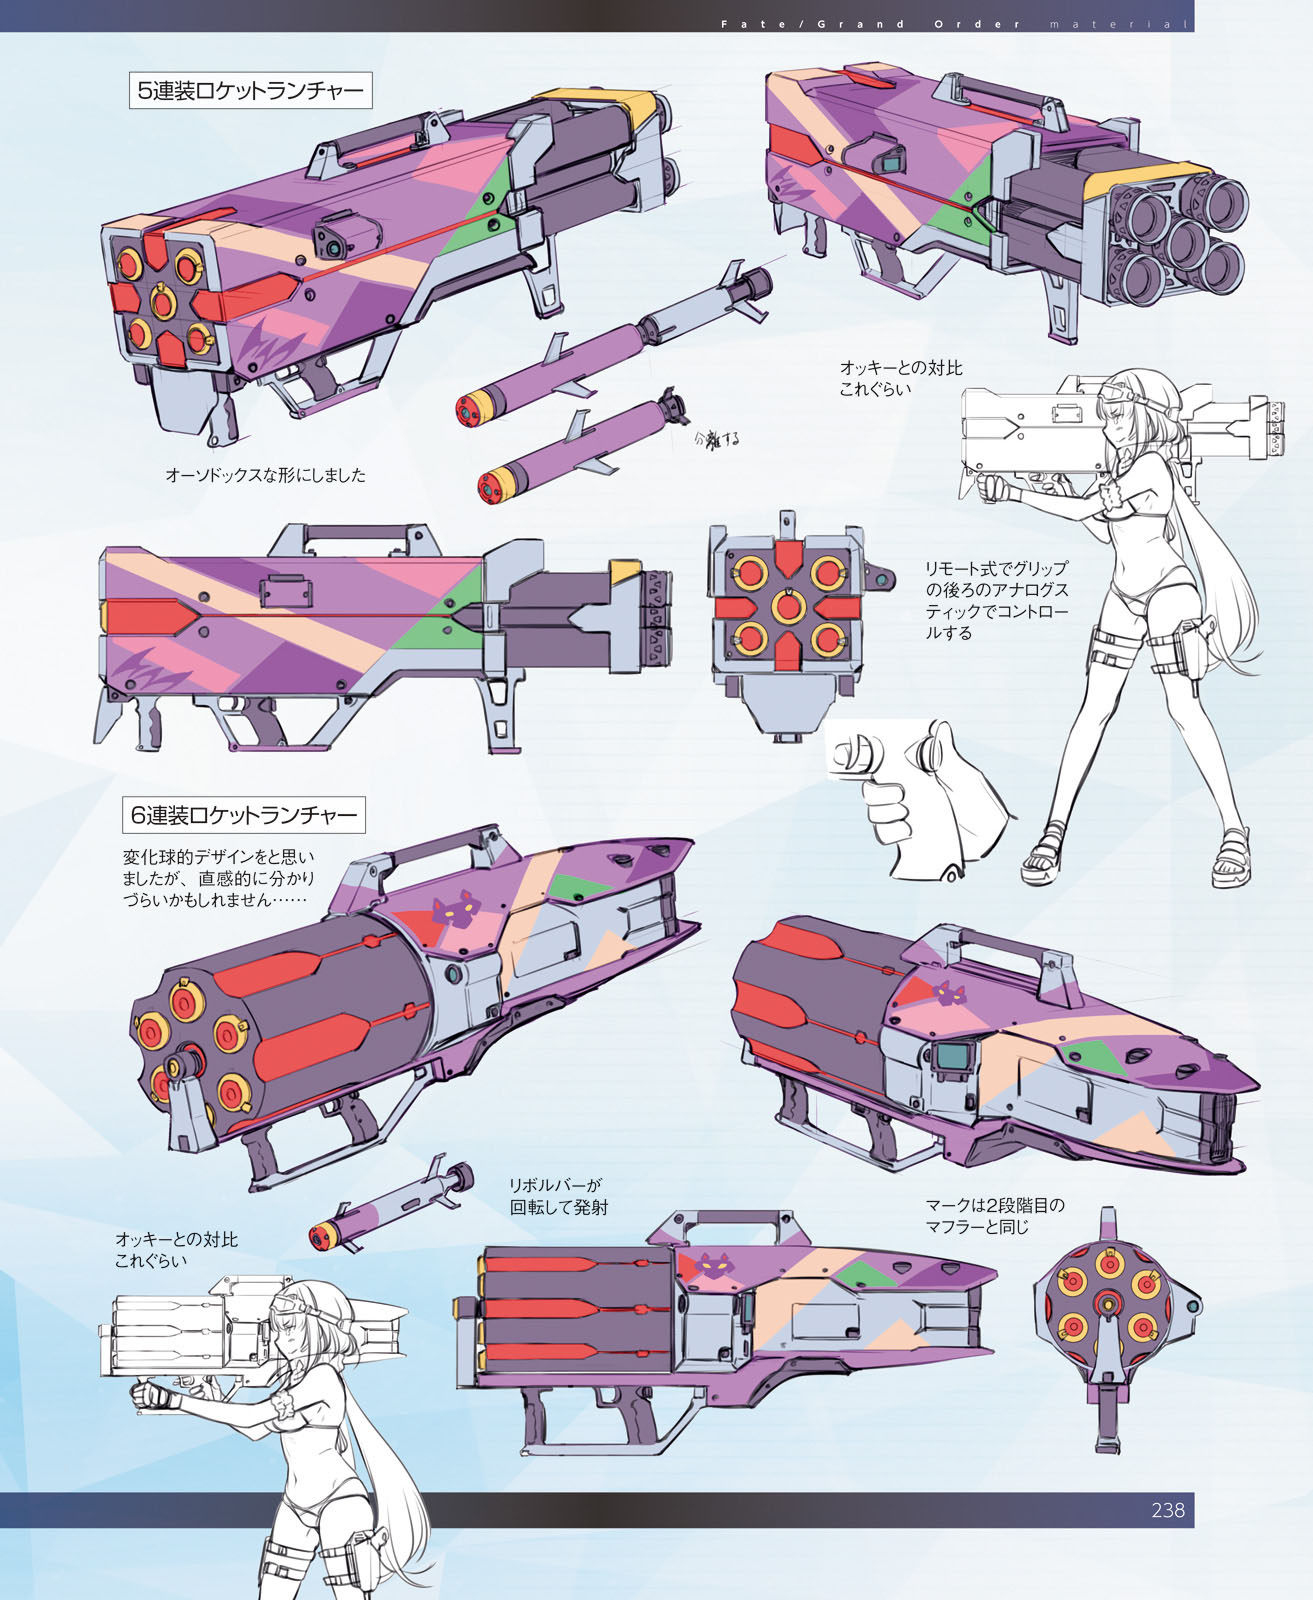 Fate/Grand Order material
5連装ロケットランチャー
オッキーとの対比
これぐらい
分離する
オーソドックスな形にしました
リモート式でグリップ
の後ろのアナログス
ティックでコントロー
ルする
6連装ロケットランチャー
変化球的デザインをと思い
ましたが、直感的に分かり
づらいかもしれません……
リボルバーが
回転して発射
マークは2段階目の
マフラーと同じ
オッキーとの対比
これぐらい
238